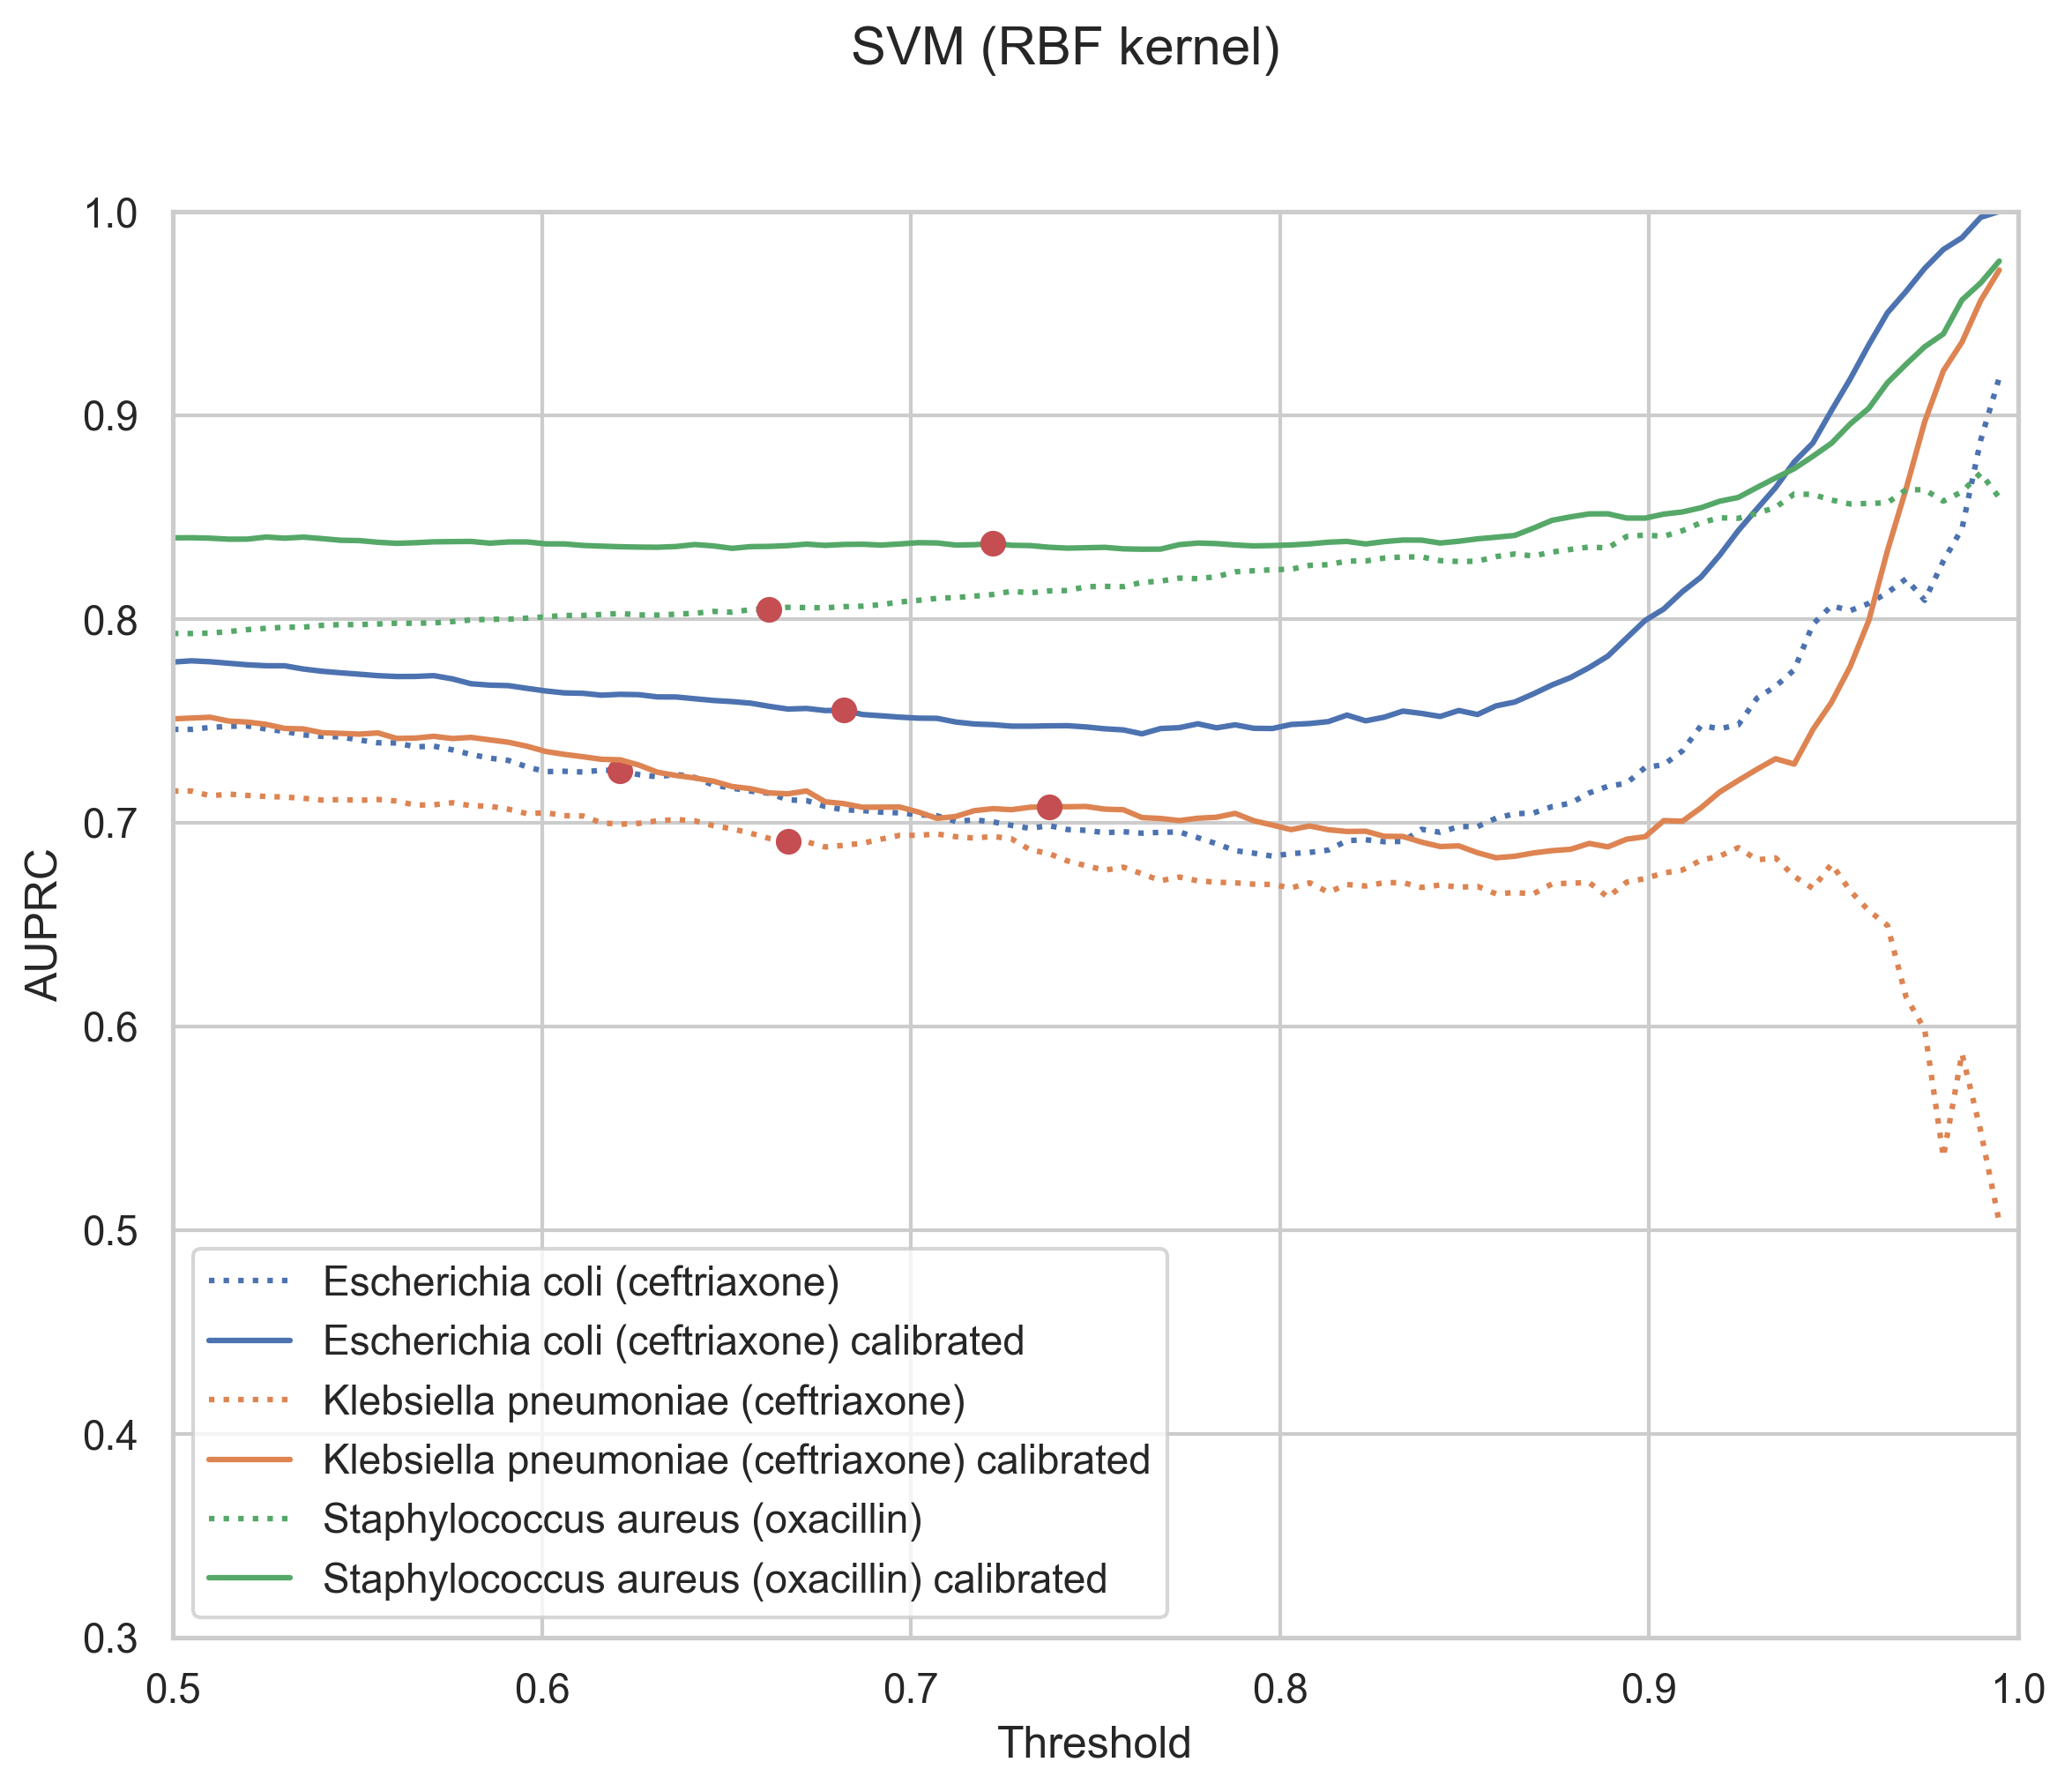 SVM (RBF kernel)
1.0
0.9
0.8
0.7
0.6
0.5
0.4
0.3
AUPRC
Escherichia coli (ceftriaxone)
Escherichia coli (ceftriaxone) calibrated
Klebsiella pneumoniae (ceftriaxone)
Klebsiella pneumoniae (ceftriaxone) calibrated
Staphylococcus aureus (oxacillin)
Staphylococcus aureus (oxacillin) calibrated
0.5 0.6 0.7 0.8 0.9 1.0
Threshold